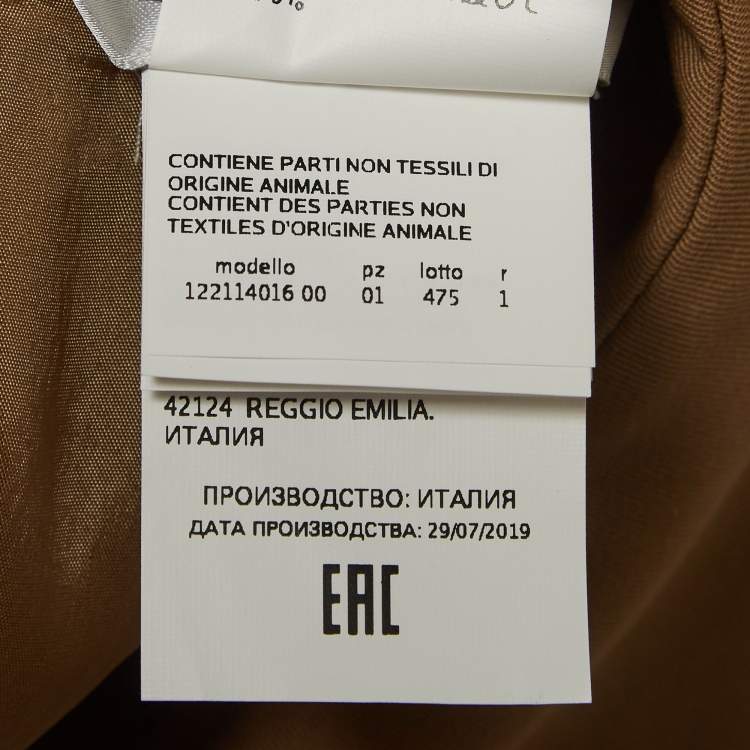 CONTIENE PARTI NON TESSILI DI
ORIGINE ANIMALE
CONTIENT DES PARTIES NON
TEXTILES D'ORIGINE ANIMALE
modello pz lotto r
122114016 00 01 475 1
42124 REGGIO EMILIA.
ИТАЛИЯ
ПРОИЗВОДСТВО: ИТАЛИЯ
ДАТА ПРОИЗВОДСТВА: 29/07/2019
EAC